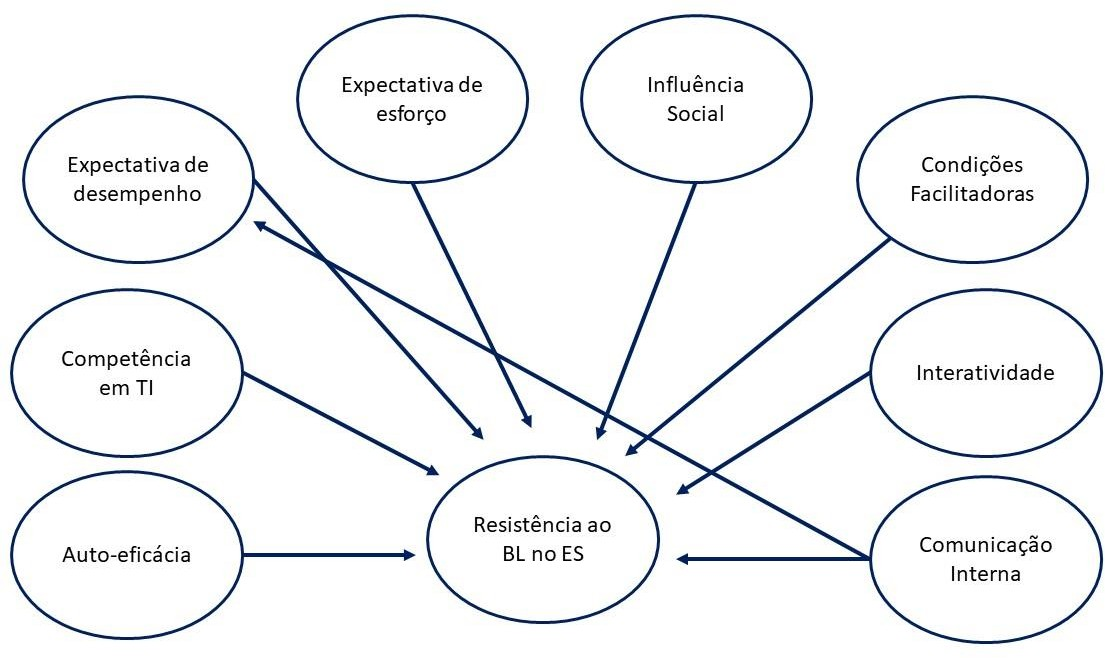 Expectativa de
esforço
Influência
Social
Expectativa de
desempenho
Condições
Facilitadoras
Competência
em TI
Interatividade
Auto-eficácia
Resistência ao
BL no ES
Comunicação
Interna